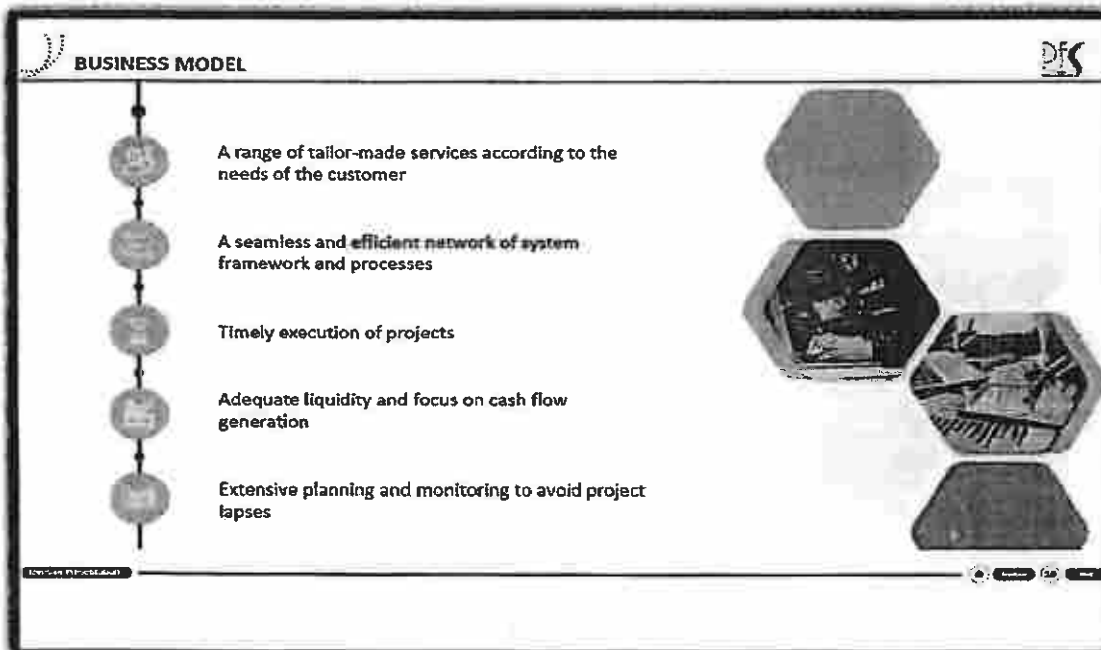 BUSINESS MODEL
A range of tailor-made services according to the
needs of the customer
A seamless and efficient network of system
framework and processes
Timely execution of projects
Adequate liquidity and focus on cash flow
generation
Extensive planning and monitoring to avoid project
lapses